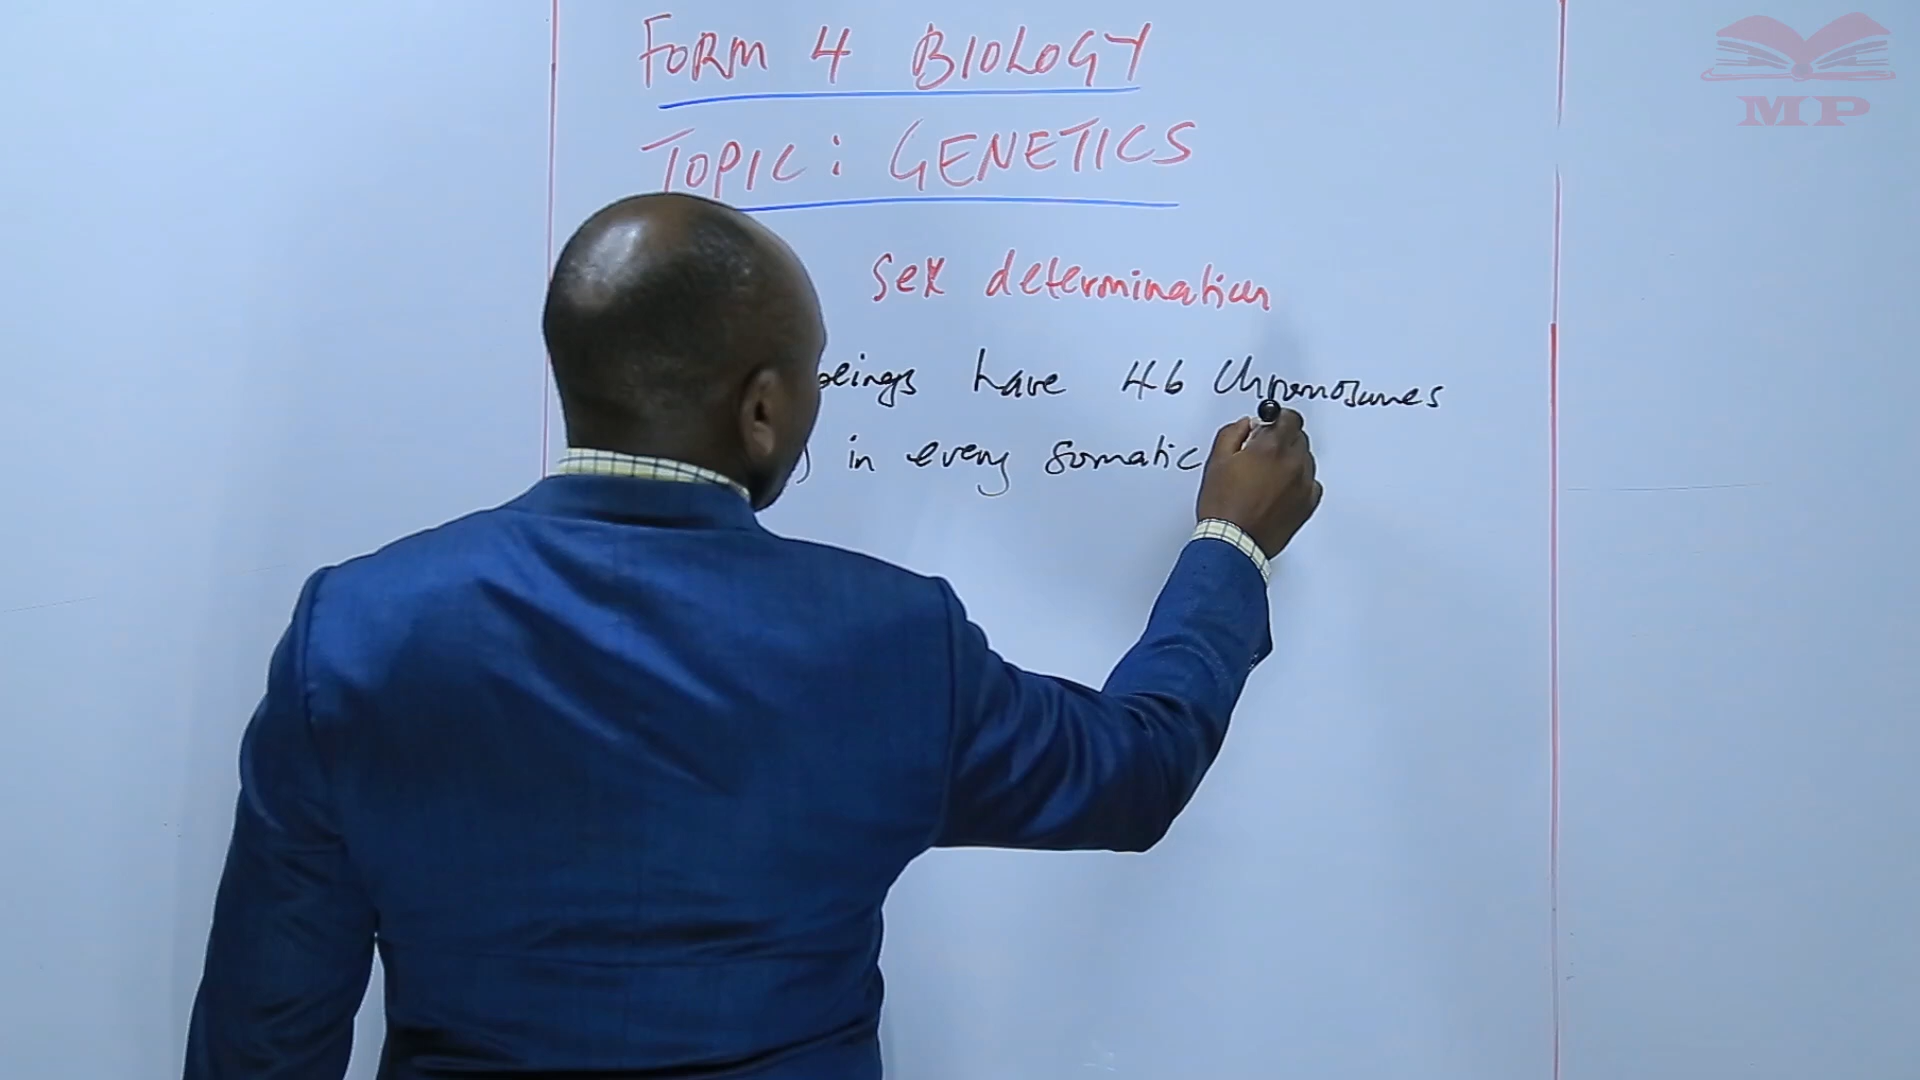 FORM 4 BIOLOGY
TOPIC: GENETICS
Sex determination
beings have 46 Chromosomes
) in every somatic
MP